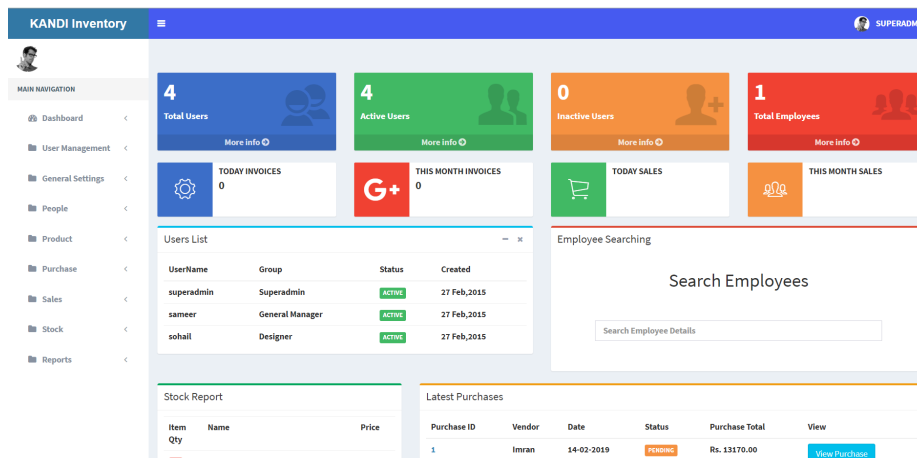 KANDI Inventory
SUPERADM
MAIN NAVIGATION
Dashboard
User Management
General Settings
People
Product
Purchase
Sales
Stock
Reports
4
Total Users
More info
4
Active Users
More info
0
Inactive Users
More info
1
Total Employees
More info
TODAY INVOICES
0
G+
THIS MONTH INVOICES
0
TODAY SALES
THIS MONTH SALES
Users List
UserName Group Status Created
superadmin Superadmin ACTIVE 27 Feb,2015
sameer General Manager ACTIVE 27 Feb,2015
sohail Designer ACTIVE 27 Feb,2015
Employee Searching
Search Employees
Search Employee Details
Stock Report
Item Name Price
Qty
Latest Purchases
Purchase ID Vendor Date Status Purchase Total View
1 Imran 14-02-2019 PENDING Rs. 13170.00 View Purchase